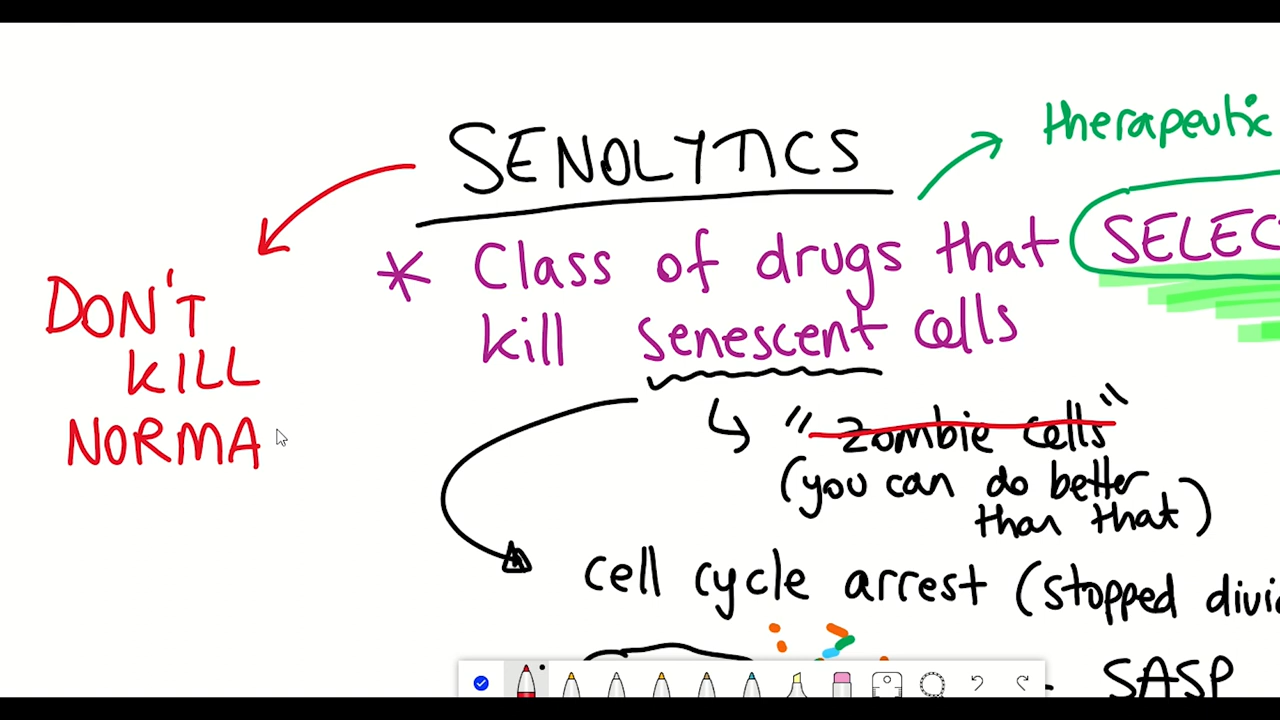 therapeutic
SENOLYTICS
* Class of drugs that SELEC
kill senescent cells
DON'T
KILL
NORMA
"Zombie cells"
(you can do better
than that)
cell cycle arrest (stopped divi
SASP